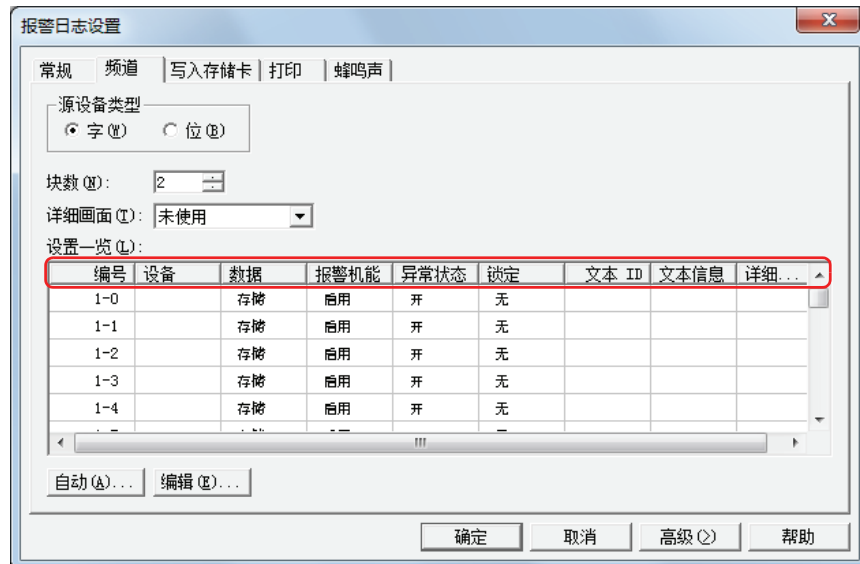 报警日志设置
常规 频道 写入存储卡 打印 蜂鸣声
源设备类型
字(W) 位(B)
块数(N): 2
详细画面(T): 未使用
设置一览(L):
编号 设备 数据 报警机能 异常状态 锁定 文本 ID 文本信息 详细...
1-0 存储 启用 开 无
1-1 存储 启用 开 无
1-2 存储 启用 开 无
1-3 存储 启用 开 无
1-4 存储 启用 开 无
自动(A)... 编辑(E)...
确定 取消 高级(>) 帮助